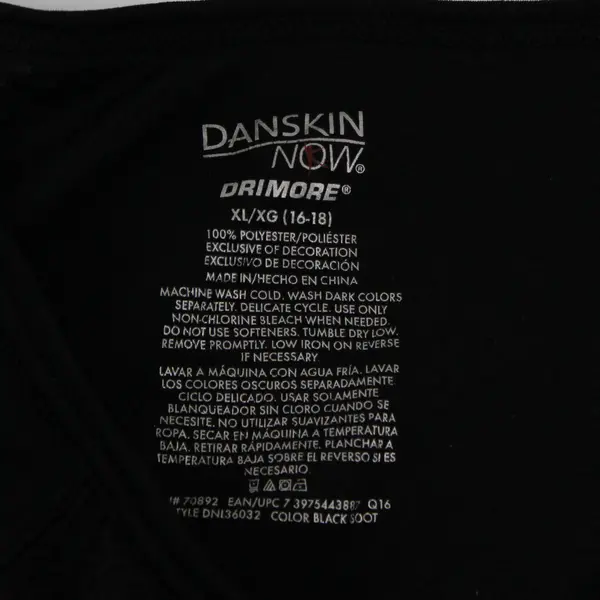 DANSKIN
NOW®
DRIMORE®
XL/XG (16-18)
100% POLYESTER/POLIÉSTER
EXCLUSIVE OF DECORATION
EXCLUSIVO DE DECORACIÓN
MADE IN/HECHO EN CHINA
MACHINE WASH COLD. WASH DARK COLORS
SEPARATELY. DELICATE CYCLE. USE ONLY
NON-CHLORINE BLEACH WHEN NEEDED.
DO NOT USE SOFTENERS. TUMBLE DRY LOW.
REMOVE PROMPTLY. LOW IRON ON REVERSE
IF NECESSARY
LAVAR A MÁQUINA CON AGUA FRÍA. LAVAR
LOS COLORES OSCUROS SEPARADAMENTE
CICLO DELICADO. USAR SOLAMENTE
BLANQUEADOR SIN CLORO CUANDO SE
NECESITE. NO UTILIZAR SUAVIZANTES PARA
ROPA. SECAR EN MÁQUINA A TEMPERATURA
BAJA. RETIRAR RÁPIDAMENTE. PLANCHAR A
TEMPERATURA BAJA SOBRE EL REVERSO SI ES
NECESARIO.
# 70892 EAN/UPC 7 3975443887 Q16
TYLE DNI36032 COLOR BLACK SOOT